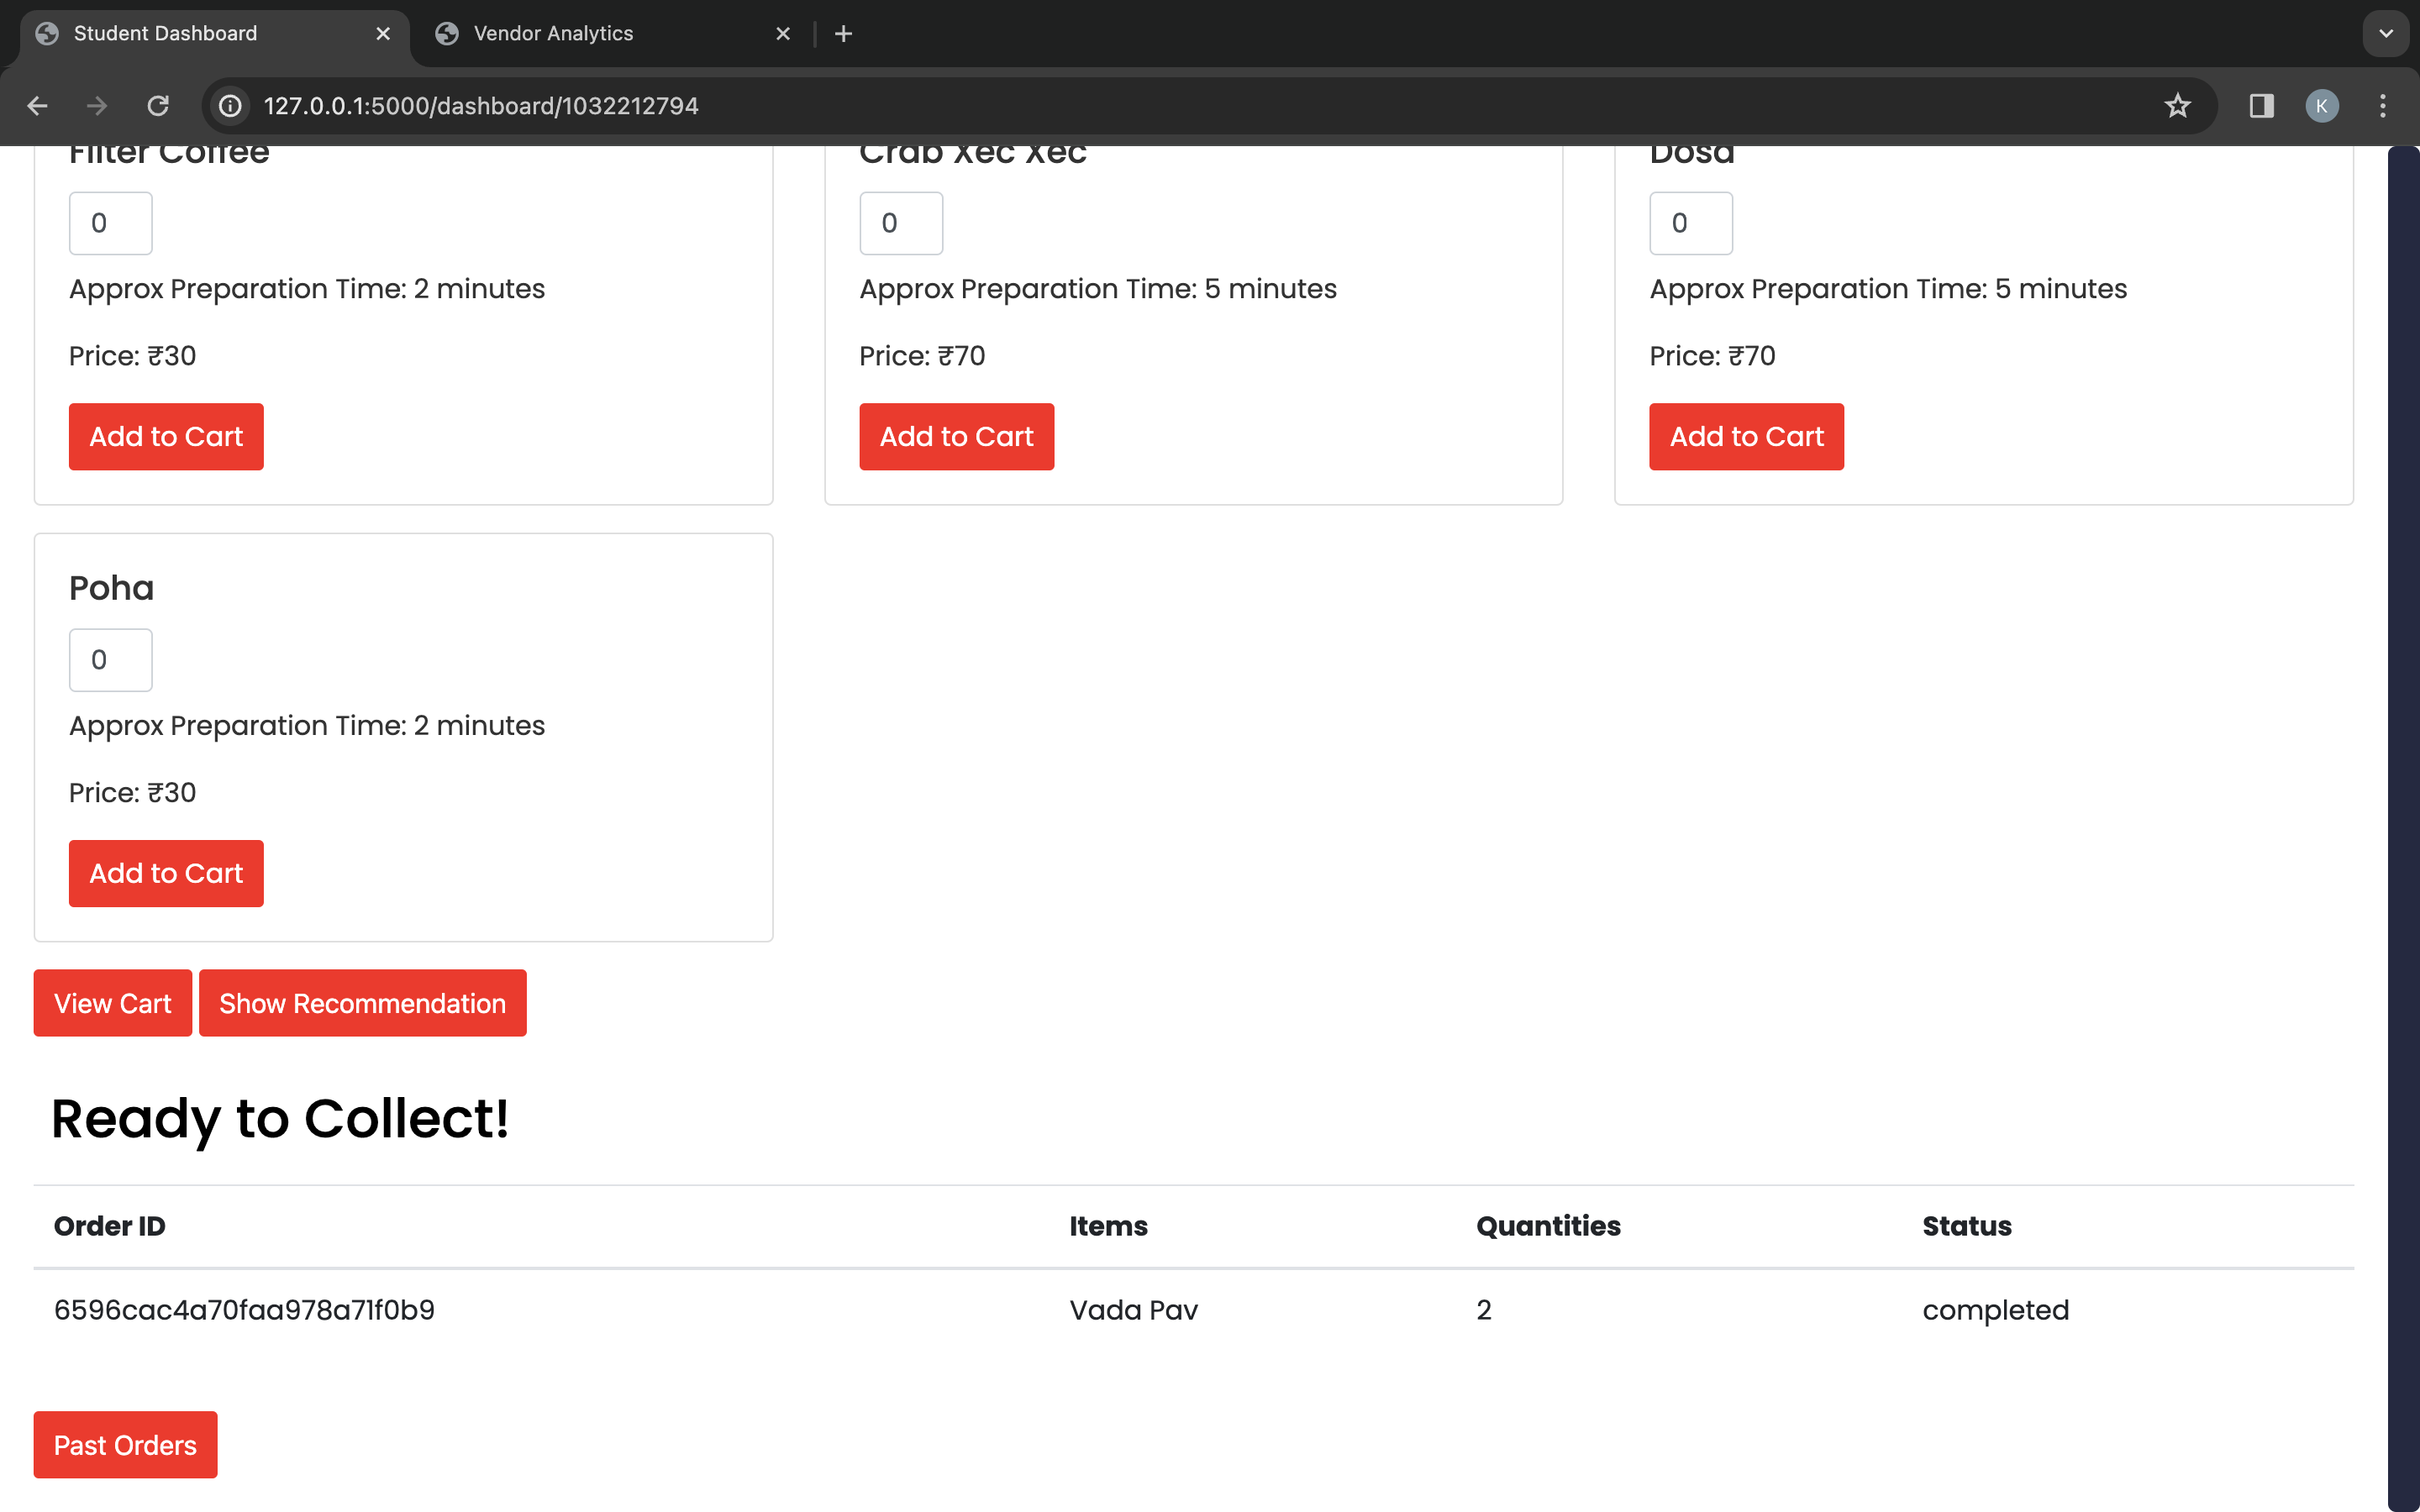 Student Dashboard
Vendor Analytics
127.0.0.1:5000/dashboard/1032212794
K
Filter Coffee
Crab Xec Xec
Dosa
0
0
0
Approx Preparation Time: 2 minutes
Approx Preparation Time: 5 minutes
Approx Preparation Time: 5 minutes
Price: ₹30
Price: ₹70
Price: ₹70
Add to Cart
Add to Cart
Add to Cart
Poha
0
Approx Preparation Time: 2 minutes
Price: ₹30
Add to Cart
View Cart
Show Recommendation
Ready to Collect!
Order ID
Items
Quantities
Status
6596cac4a70faa978a71f0b9
Vada Pav
2
completed
Past Orders